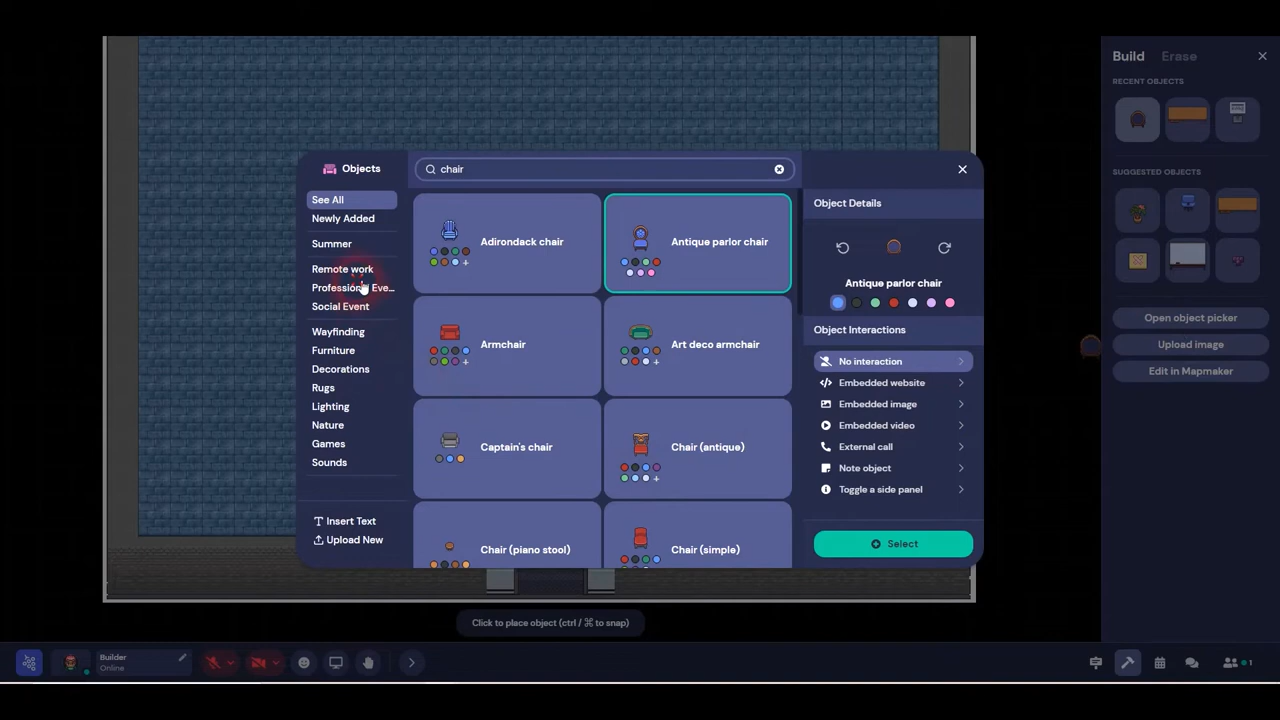 Build Erase
RECENT OBJECTS
SUGGESTED OBJECTS
Open object picker
Upload image
Edit in Mapmaker
Objects
See All
Newly Added
Summer
Remote work
Professional Eve...
Social Event
Wayfinding
Furniture
Decorations
Rugs
Lighting
Nature
Games
Sounds
Insert Text
Upload New
chair
Adirondack chair
Antique parlor chair
Armchair
Art deco armchair
Captain's chair
Chair (antique)
Chair (piano stool)
Chair (simple)
Object Details
Antique parlor chair
Object Interactions
No interaction
Embedded website
Embedded image
Embedded video
External call
Note object
Toggle a side panel
Select
Click to place object (ctrl / ⌘ to snap)
Builder
Online
1